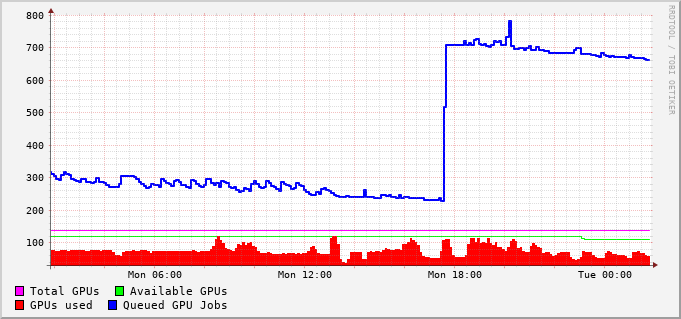 800
700
600
500
400
300
200
100
Mon 06:00 Mon 12:00 Mon 18:00 Tue 00:00
Total GPUs Available GPUs
GPUs used Queued GPU Jobs
RRDTOOL / TOBI OETIKER